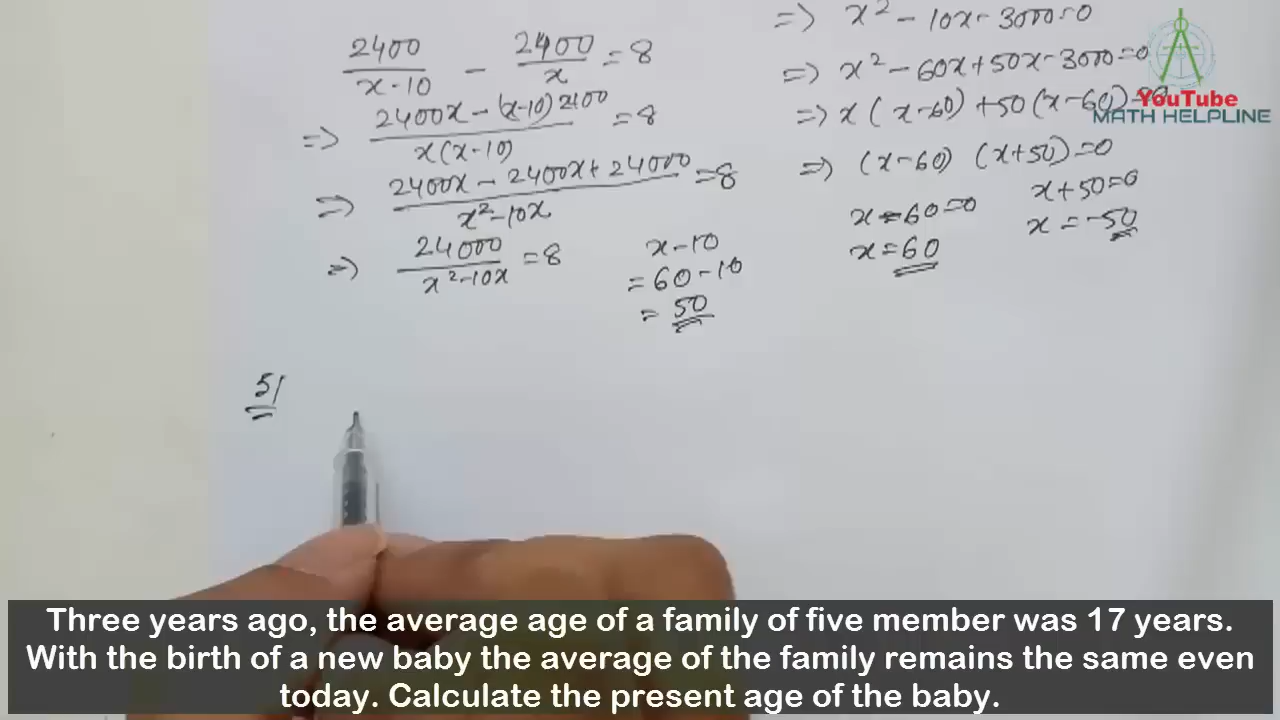 2400/(x-10) - 2400/x = 8
=> (2400x - (x-10) 2400)/(x(x-10)) = 8
=> (2400x - 2400x + 24000)/(x² - 10x) = 8
=> 24000/(x² - 10x) = 8
x - 10
= 60 - 10
= 50
=> x² - 10x - 3000 = 0
=> x² - 60x + 50x - 3000 = 0
=> x (x-60) + 50 (x-60) = 0
=> (x-60) (x+50) = 0
x - 60 = 0
x = 60
x + 50 = 0
x = -50
YouTube
MATH HELPLINE
51
Three years ago, the average age of a family of five member was 17 years.
With the birth of a new baby the average of the family remains the same even
today. Calculate the present age of the baby.